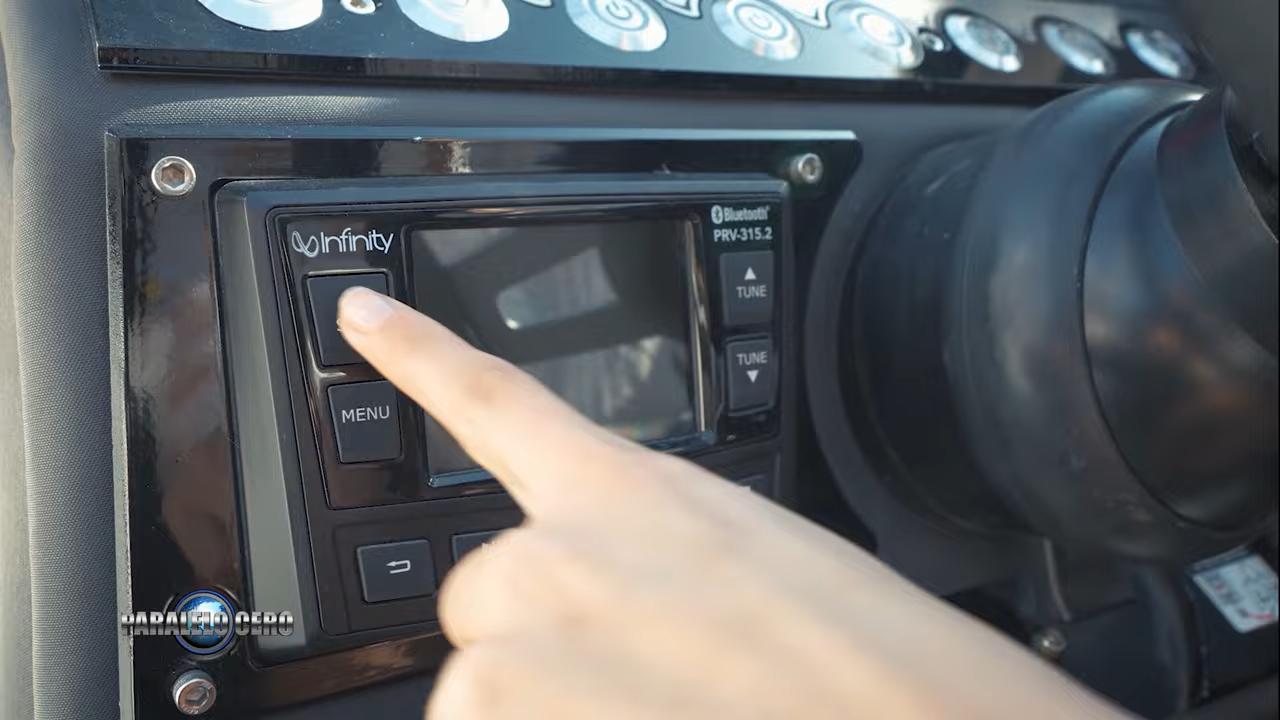 Infinity
Bluetooth
PRV-315.2
TUNE
TUNE
MENU
PARALELO CERO